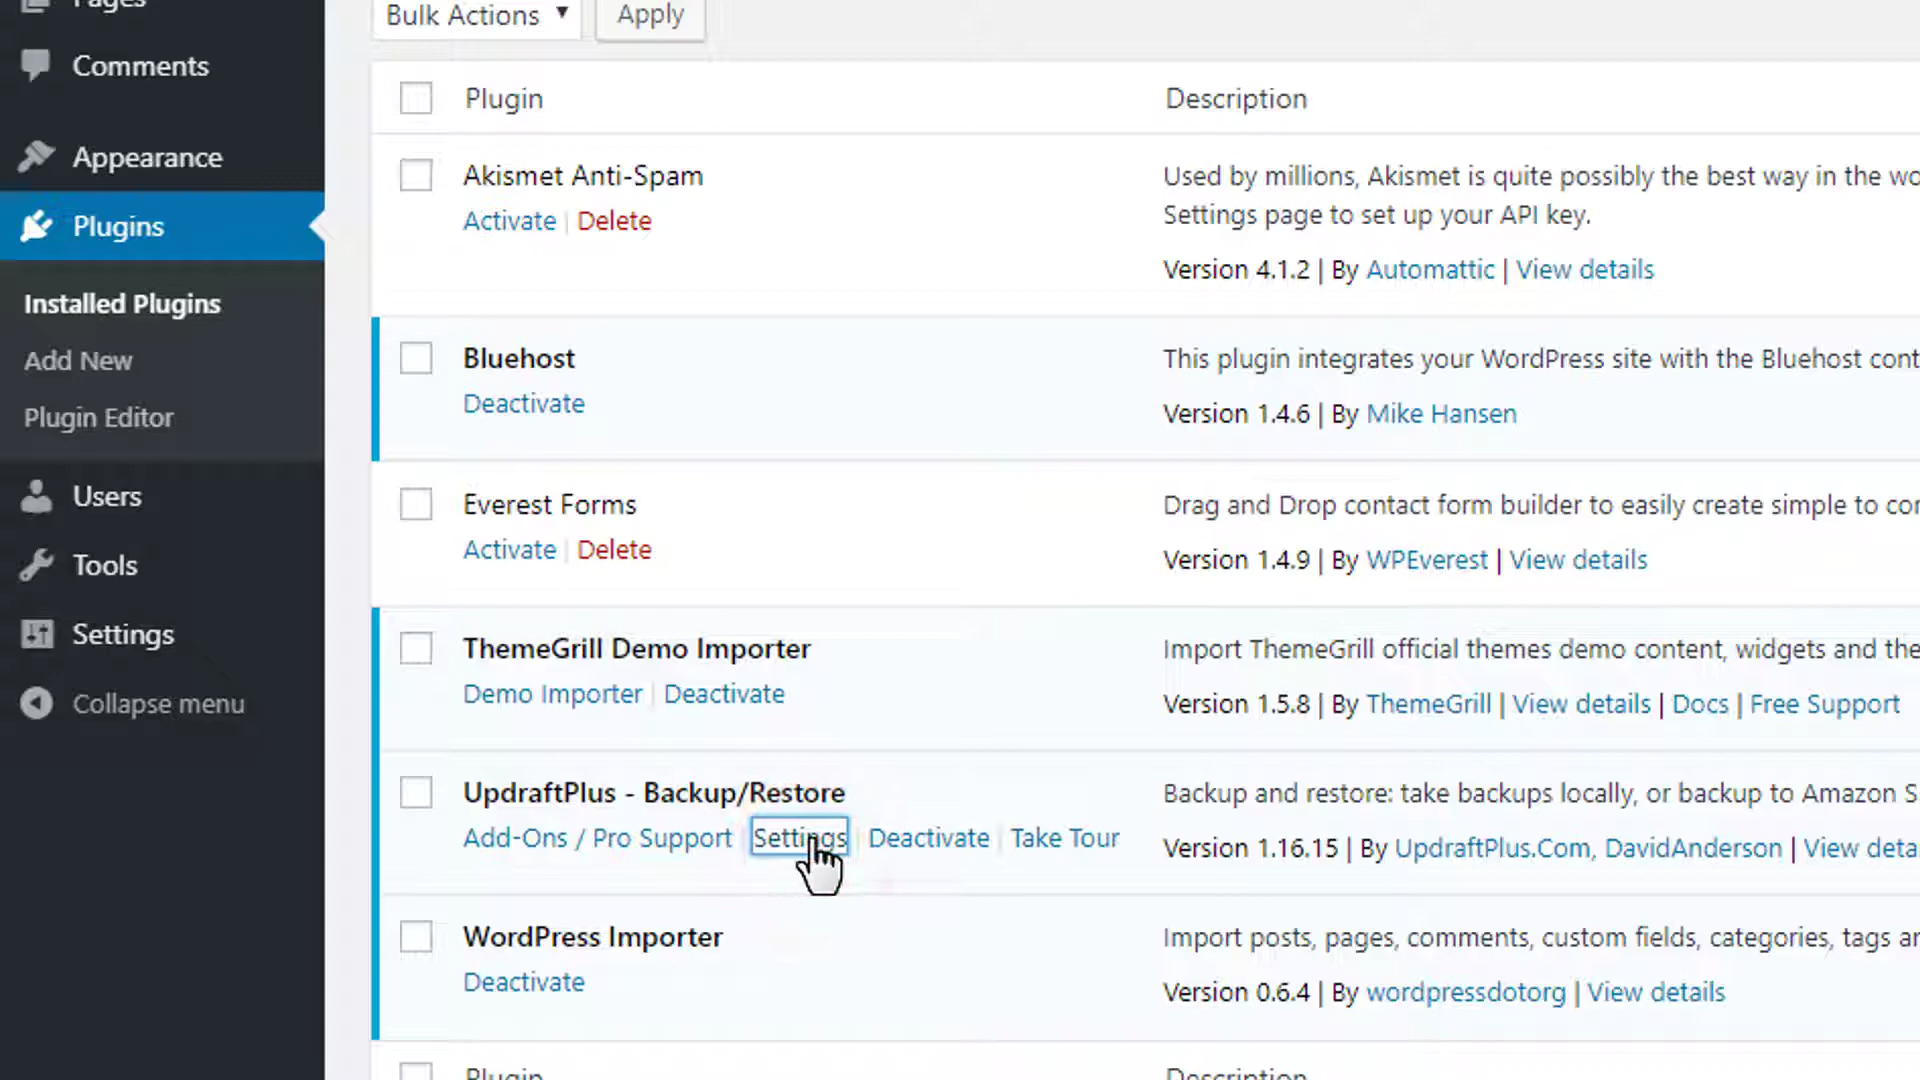 Pages
Bulk Actions
Apply
Comments
Plugin
Description
Appearance
Akismet Anti-Spam
Used by millions, Akismet is quite possibly the best way in the wo
Activate | Delete
Settings page to set up your API key.
Plugins
Version 4.1.2 | By Automattic | View details
Installed Plugins
Bluehost
This plugin integrates your WordPress site with the Bluehost cont
Add New
Deactivate
Version 1.4.6 | By Mike Hansen
Plugin Editor
Users
Everest Forms
Drag and Drop contact form builder to easily create simple to co
Activate | Delete
Version 1.4.9 | By WPEverest | View details
Tools
Settings
ThemeGrill Demo Importer
Import ThemeGrill official themes demo content, widgets and the
Demo Importer | Deactivate
Version 1.5.8 | By ThemeGrill | View details | Docs | Free Support
Collapse menu
UpdraftPlus - Backup/Restore
Backup and restore: take backups locally, or backup to Amazon S
Add-Ons / Pro Support | Settings | Deactivate | Take Tour
Version 1.16.15 | By UpdraftPlus.Com, DavidAnderson | View deta
WordPress Importer
Import posts, pages, comments, custom fields, categories, tags a
Deactivate
Version 0.6.4 | By wordpressdotorg | View details
Plugin
Description